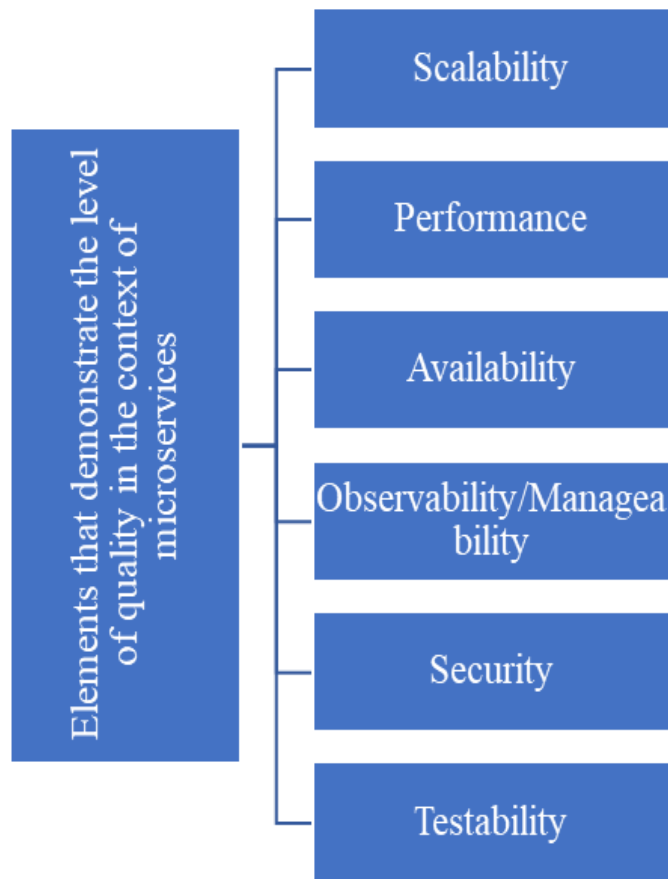 Elements that demonstrate the level
of quality in the context of
microservices
Scalability
Performance
Availability
Observability/Managea
bility
Security
Testability